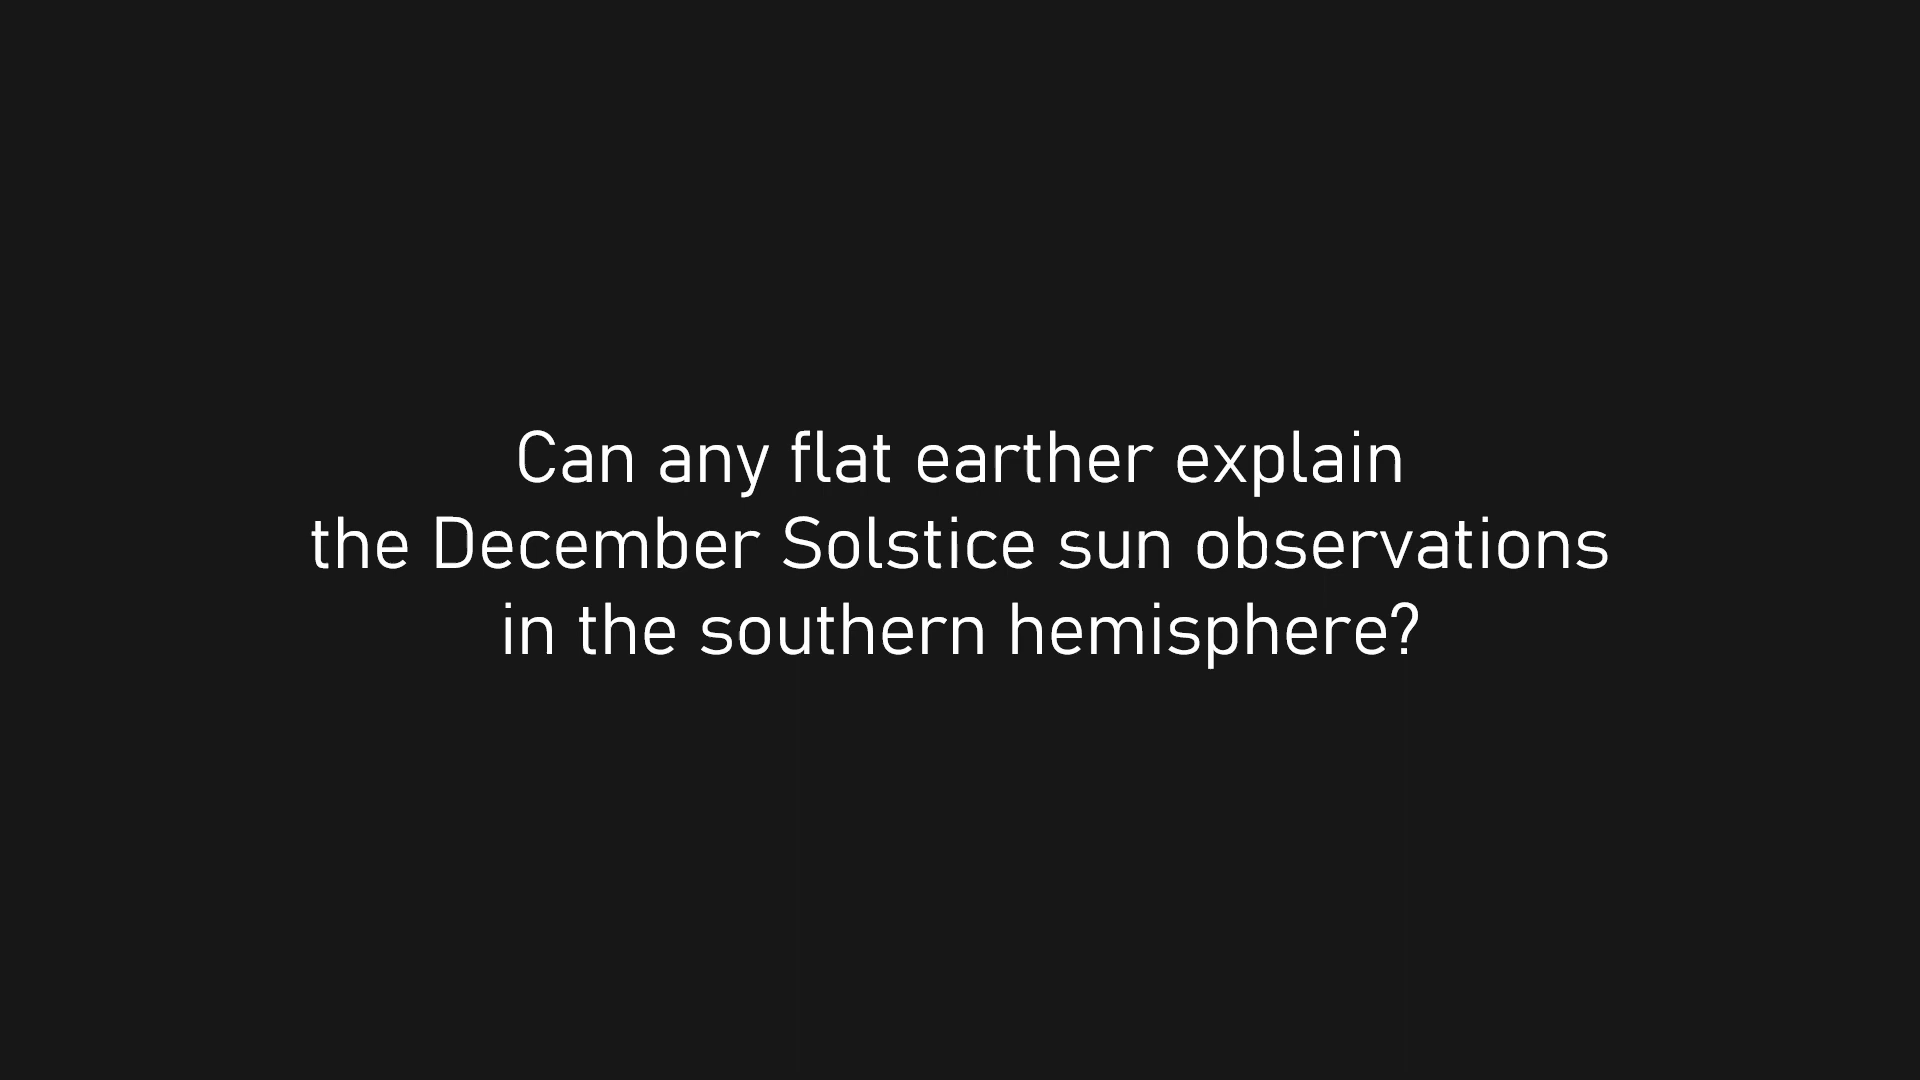 Can any flat earther explain
the December Solstice sun observations
in the southern hemisphere?